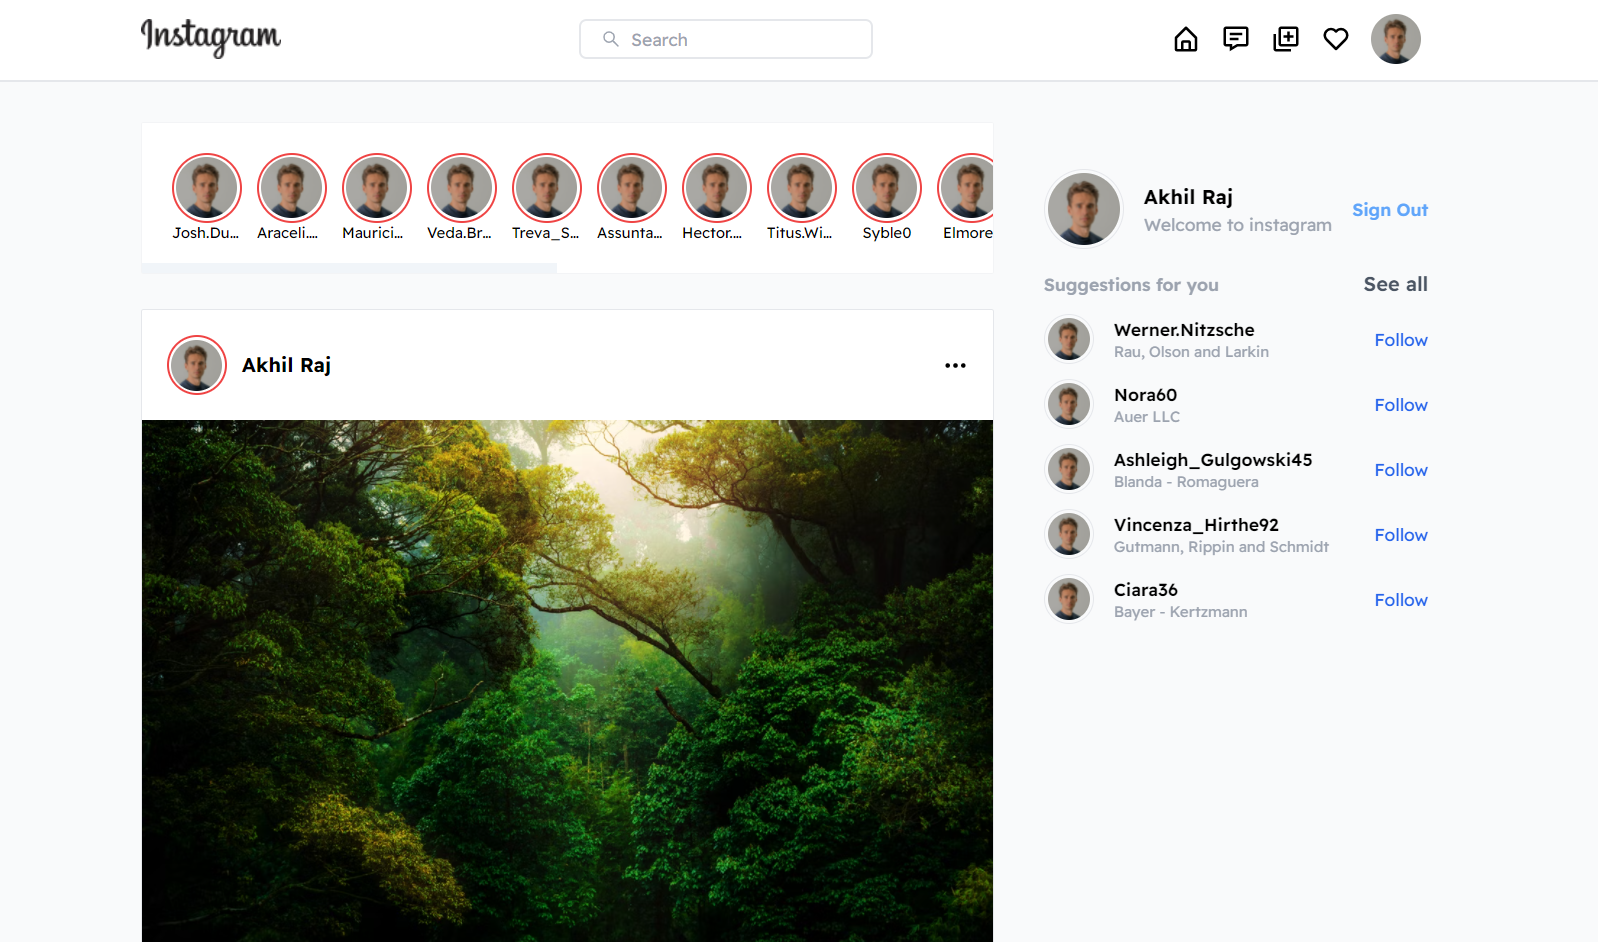 Instagram
Search
Josh.Du...
Araceli....
Maurici...
Veda.Br...
Treva_S...
Assunta...
Hector....
Titus.Wi...
Syble0
Elmore
Akhil Raj
Akhil Raj
Welcome to instagram
Sign Out
Suggestions for you
See all
Werner.Nitzsche
Rau, Olson and Larkin
Follow
Nora60
Auer LLC
Follow
Ashleigh_Gulgowski45
Blanda - Romaguera
Follow
Vincenza_Hirthe92
Gutmann, Rippin and Schmidt
Follow
Ciara36
Bayer - Kertzmann
Follow